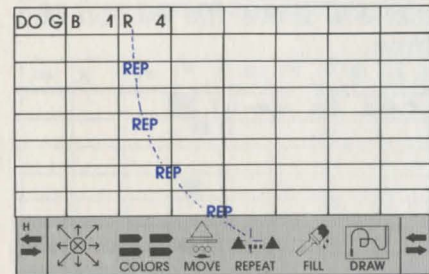 DO G B 1 R 4
REP
REP
REP
REP
H
COLORS MOVE REPEAT FILL DRAW